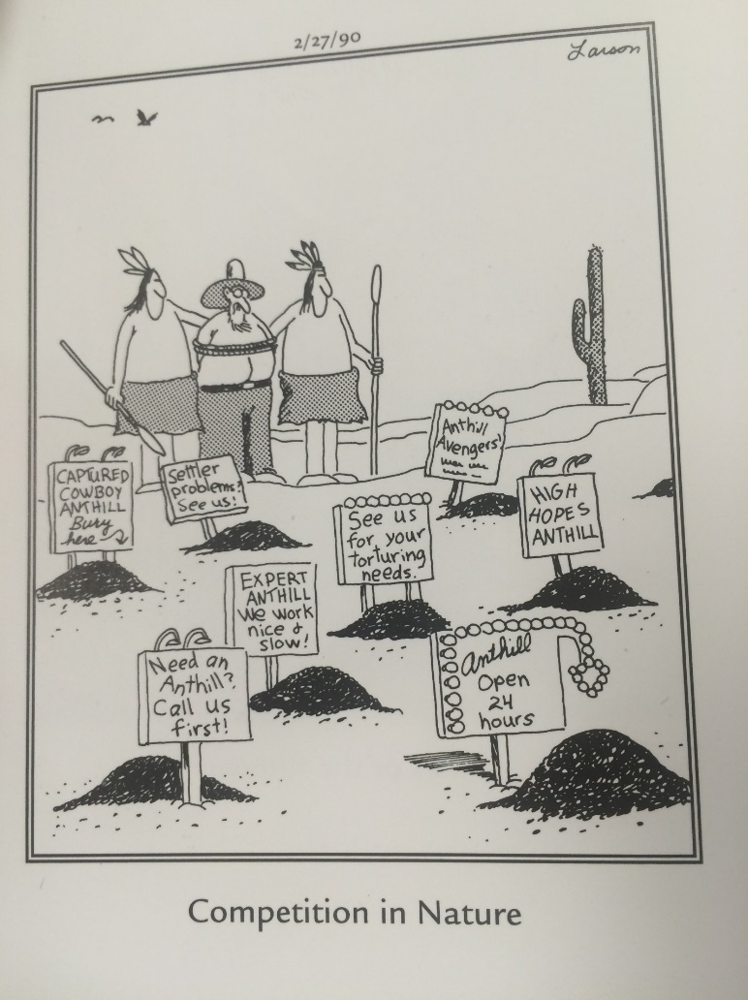 2/27/90
Larson
CAPTURED
COWBOY
ANTHILL
Bury
here
Settler
problems?
See us!
Anthill
Avengers!
See us
for your
torturing
needs.
HIGH
HOPES
ANTHILL
EXPERT
ANTHILL
We work
nice &
slow!
Need an
Anthill?
Call us
first!
Anthill
Open
24
hours
Competition in Nature